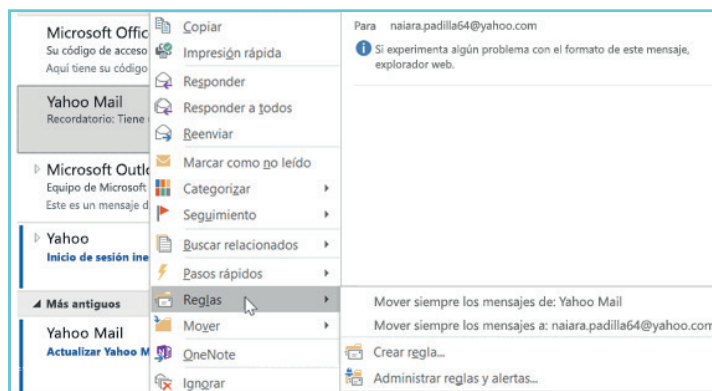 Microsoft Offic
Su código de acceso
Aquí tiene su código
Yahoo Mail
Recordatorio: Tiene
Microsoft Outlo
Equipo de Microsoft
Este es un mensaje d
Yahoo
Inicio de sesión ine
Más antiguos
Yahoo Mail
Actualizar Yahoo M
Copiar
Impresión rápida
Responder
Responder a todos
Reenviar
Marcar como no leído
Categorizar
Seguimiento
Buscar relacionados
Pasos rápidos
Reglas
Mover
OneNote
Ignorar
Para naiara.padilla64@yahoo.com
Si experimenta algún problema con el formato de este mensaje,
explorador web.
Mover siempre los mensajes de: Yahoo Mail
Mover siempre los mensajes a: naiara.padilla64@yahoo.com
Crear regla...
Administrar reglas y alertas...